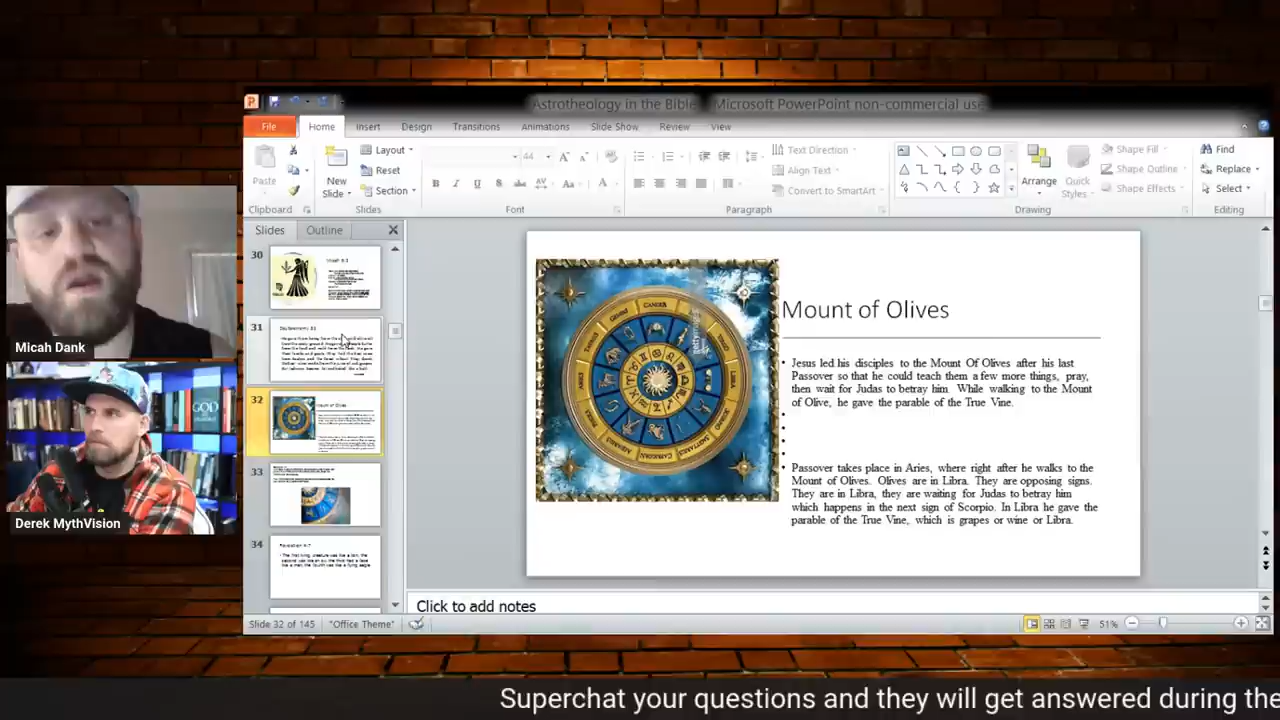 Astrotheology in the Bible
Microsoft PowerPoint non-commercial use
File
Home
Insert
Design
Transitions
Animations
Slide Show
Review
View
Paste
New
Slide
Layout
Reset
Section
44
Text Direction
Align Text
Convert to SmartArt
Arrange
Quick
Styles
Shape Fill
Shape Outline
Shape Effects
Find
Replace
Select
Clipboard
Slides
Font
Paragraph
Drawing
Editing
Slides
Outline
30
31
32
Mount of Olives
33
34
Micah Dank
GOD
Derek MythVision
CANCER
GEMINI
Mount of Olives
Jesus led his disciples to the Mount Of Olives after his last
Passover so that he could teach them a few more things, pray,
then wait for Judas to betray him. While walking to the Mount
of Olive, he gave the parable of the True Vine.
Passover takes place in Aries, where right after he walks to the
Mount of Olives. Olives are in Libra. They are opposing signs.
They are in Libra, they are waiting for Judas to betray him
which happens in the next sign of Scorpio. In Libra he gave the
parable of the True Vine, which is grapes or wine or Libra.
Click to add notes
Slide 32 of 145
"Office Theme"
51%
Superchat your questions and they will get answered during the